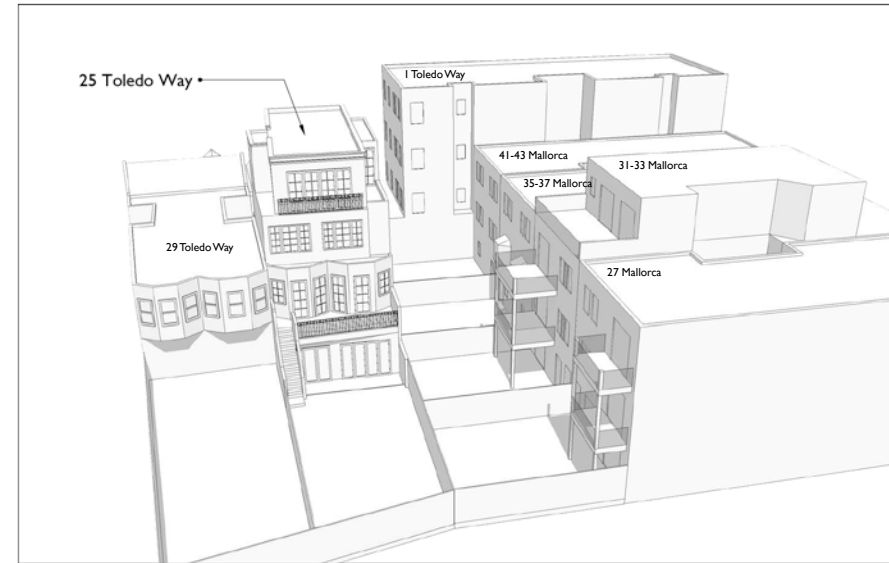 1 Toledo Way
25 Toledo Way
41-43 Mallorca
31-33 Mallorca
35-37 Mallorca
29 Toledo Way
27 Mallorca